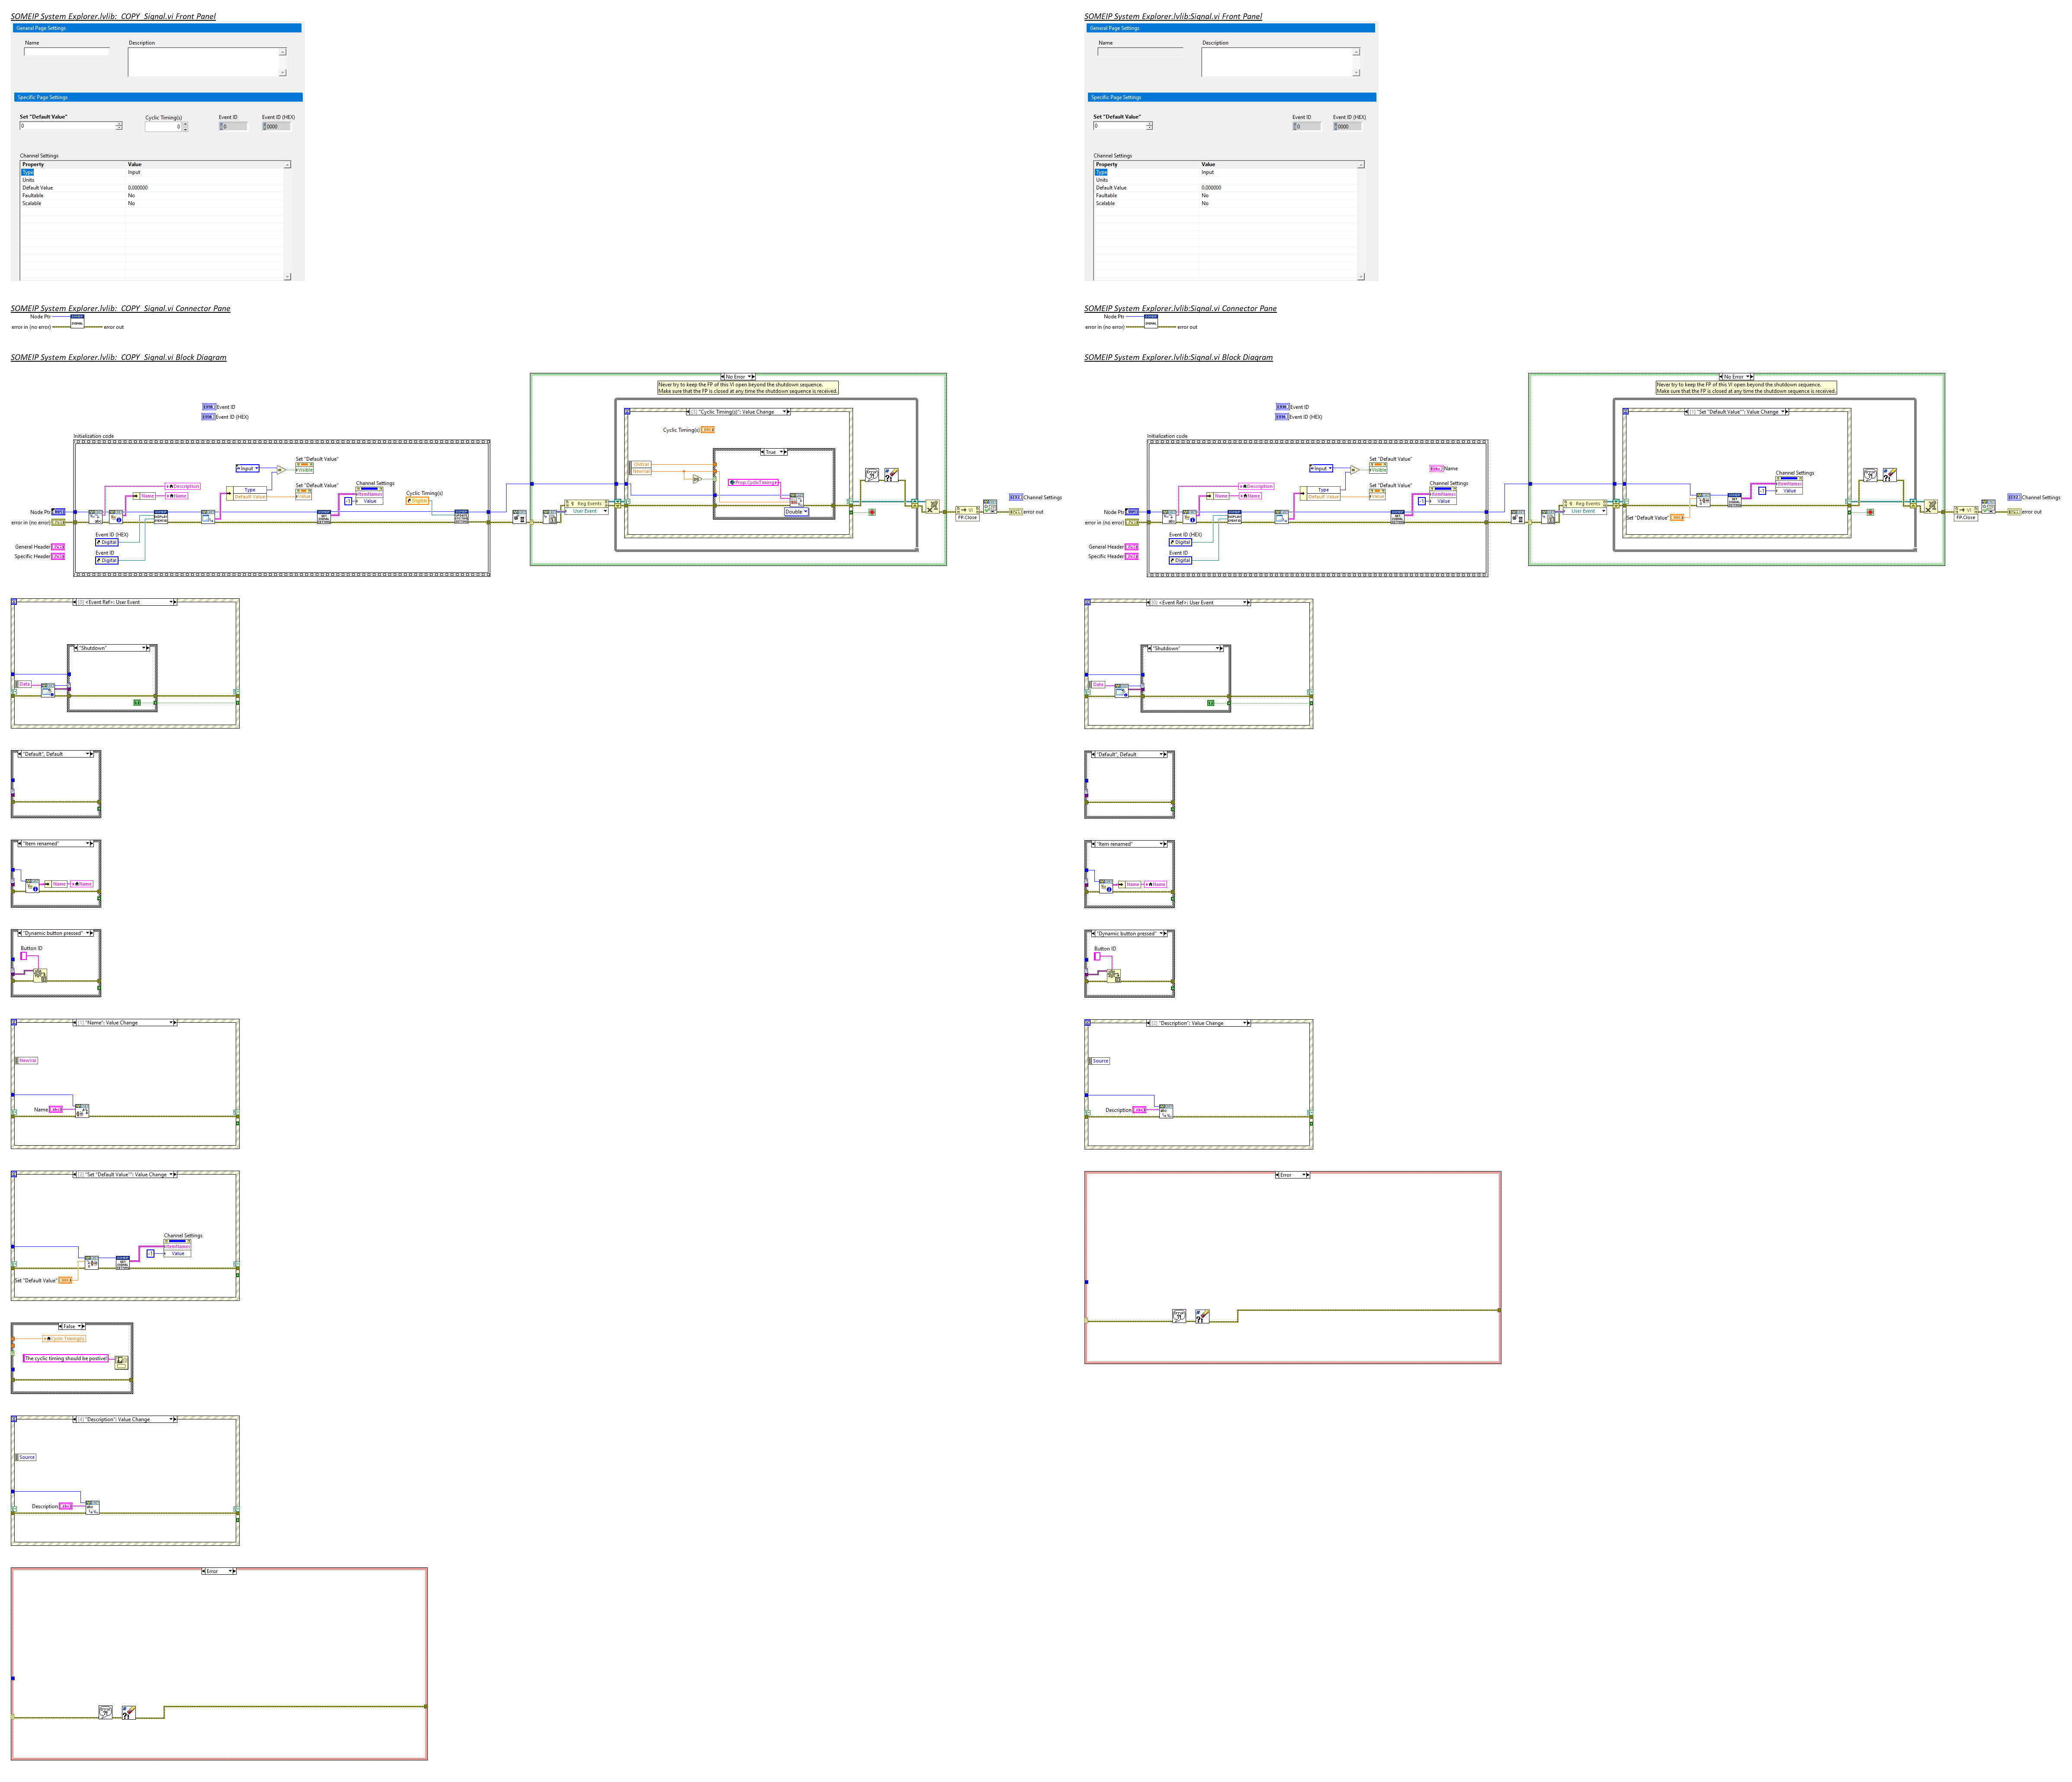 SOMEIP System Explorer.lvlib:_COPY_Signal.vi Front Panel
General Page Settings
Name
Description
Specific Page Settings
Set "Default Value"
Cyclic Timing(s)
Event ID
Event ID (HEX)
0
0
0
0000
Channel Settings
Property Value
Type Input
Units
Default Value 0.000000
Faultable No
Scalable No
SOMEIP System Explorer.lvlib:_COPY_Signal.vi Connector Pane
Node Ptr
error in (no error)
error out
SOMEIP System Explorer.lvlib:_COPY_Signal.vi Block Diagram
No Error
Never try to keep the FP of this VI open beyond the shutdown sequence.
Make sure that the FP is closed at any time the shutdown sequence is received.
Event ID
Event ID (HEX)
"Cyclic Timing(s)": Value Change
Cyclic Timing(s)
Initialization code
True
Set "Default Value"
Input
Visible
OldVal
NewVal
Description
Name
Name
Type
Default Value
Set "Default Value"
Value
Channel Settings
ItemNames
Value
Cyclic Timing(s)
Digital
Prop.CyclicTiming
Double
Node Ptr
error in (no error)
Reg Events
User Event
Channel Settings
VI
FP.Close
error out
Event ID (HEX)
Digital
Event ID
Digital
General Header
Specific Header
[0] <Event Ref>: User Event
"Shutdown"
Data
"Default", Default
"Item renamed"
Name
Name
"Dynamic button pressed"
Button ID
[1] "Name": Value Change
NewVal
Name
[2] "Set "Default Value"": Value Change
Channel Settings
ItemNames
Value
Set "Default Value"
False
Cyclic Timing(s)
The cyclic timing should be postive!
[4] "Description": Value Change
Source
Description
Error
SOMEIP System Explorer.lvlib:Signal.vi Front Panel
General Page Settings
Name
Description
Specific Page Settings
Set "Default Value"
Event ID
Event ID (HEX)
0
0
0000
Channel Settings
Property Value
Type Input
Units
Default Value 0.000000
Faultable No
Scalable No
SOMEIP System Explorer.lvlib:Signal.vi Connector Pane
Node Ptr
error in (no error)
error out
SOMEIP System Explorer.lvlib:Signal.vi Block Diagram
No Error
Never try to keep the FP of this VI open beyond the shutdown sequence.
Make sure that the FP is closed at any time the shutdown sequence is received.
Event ID
Event ID (HEX)
"Set "Default Value"": Value Change
Initialization code
Set "Default Value"
Input
Visible
Name
Description
Name
Name
Type
Default Value
Set "Default Value"
Value
Channel Settings
ItemNames
Value
Channel Settings
ItemNames
Value
Set "Default Value"
Node Ptr
error in (no error)
Reg Events
User Event
Channel Settings
VI
FP.Close
error out
Event ID (HEX)
Digital
Event ID
Digital
General Header
Specific Header
[0] <Event Ref>: User Event
"Shutdown"
Data
"Default", Default
"Item renamed"
Name
Name
"Dynamic button pressed"
Button ID
[2] "Description": Value Change
Source
Description
Error